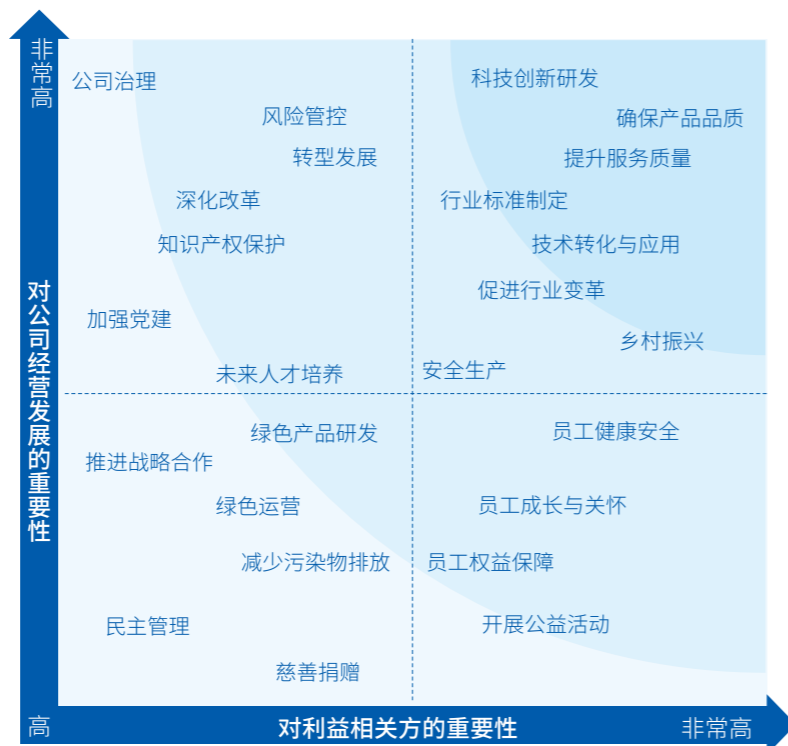 非常高
对公司经营发展的重要性
公司治理
科技创新研发
风险管控
确保产品品质
转型发展
提升服务质量
深化改革
行业标准制定
知识产权保护
技术转化与应用
促进行业变革
加强党建
乡村振兴
未来人才培养
安全生产
绿色产品研发
员工健康安全
推进战略合作
绿色运营
员工成长与关怀
减少污染物排放
员工权益保障
民主管理
开展公益活动
慈善捐赠
高
对利益相关方的重要性
非常高